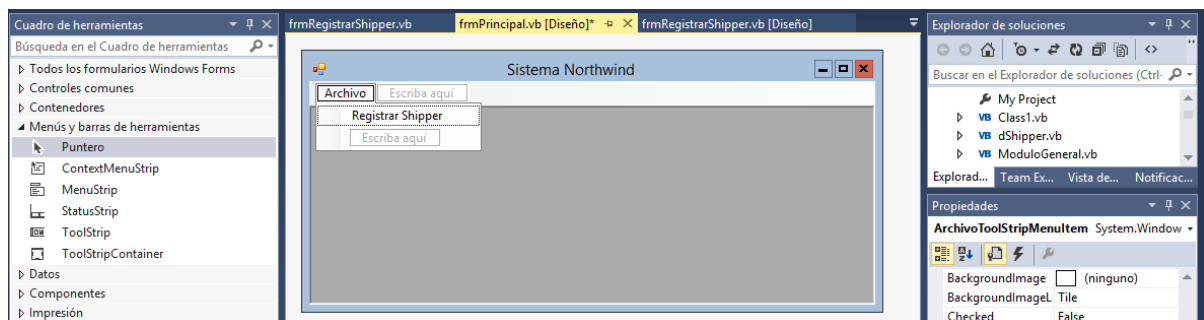 Cuadro de herramientas
Búsqueda en el Cuadro de herramientas
Todos los formularios Windows Forms
Controles comunes
Contenedores
Menús y barras de herramientas
Puntero
ContextMenuStrip
MenuStrip
StatusStrip
ToolStrip
ToolStripContainer
Datos
Componentes
Impresión
frmRegistrarShipper.vb frmPrincipal.vb [Diseño]* frmRegistrarShipper.vb [Diseño]
Sistema Northwind
Archivo Escriba aquí
Registrar Shipper
Escriba aquí
Explorador de soluciones
Buscar en el Explorador de soluciones (Ctrl-
My Project
VB Class1.vb
VB dShipper.vb
VB ModuloGeneral.vb
Explorad... Team Ex... Vista de... Notificac...
Propiedades
ArchivoToolStripMenuItem System.Window
BackgroundImage (ninguno)
BackgroundImageL Tile
Checked False